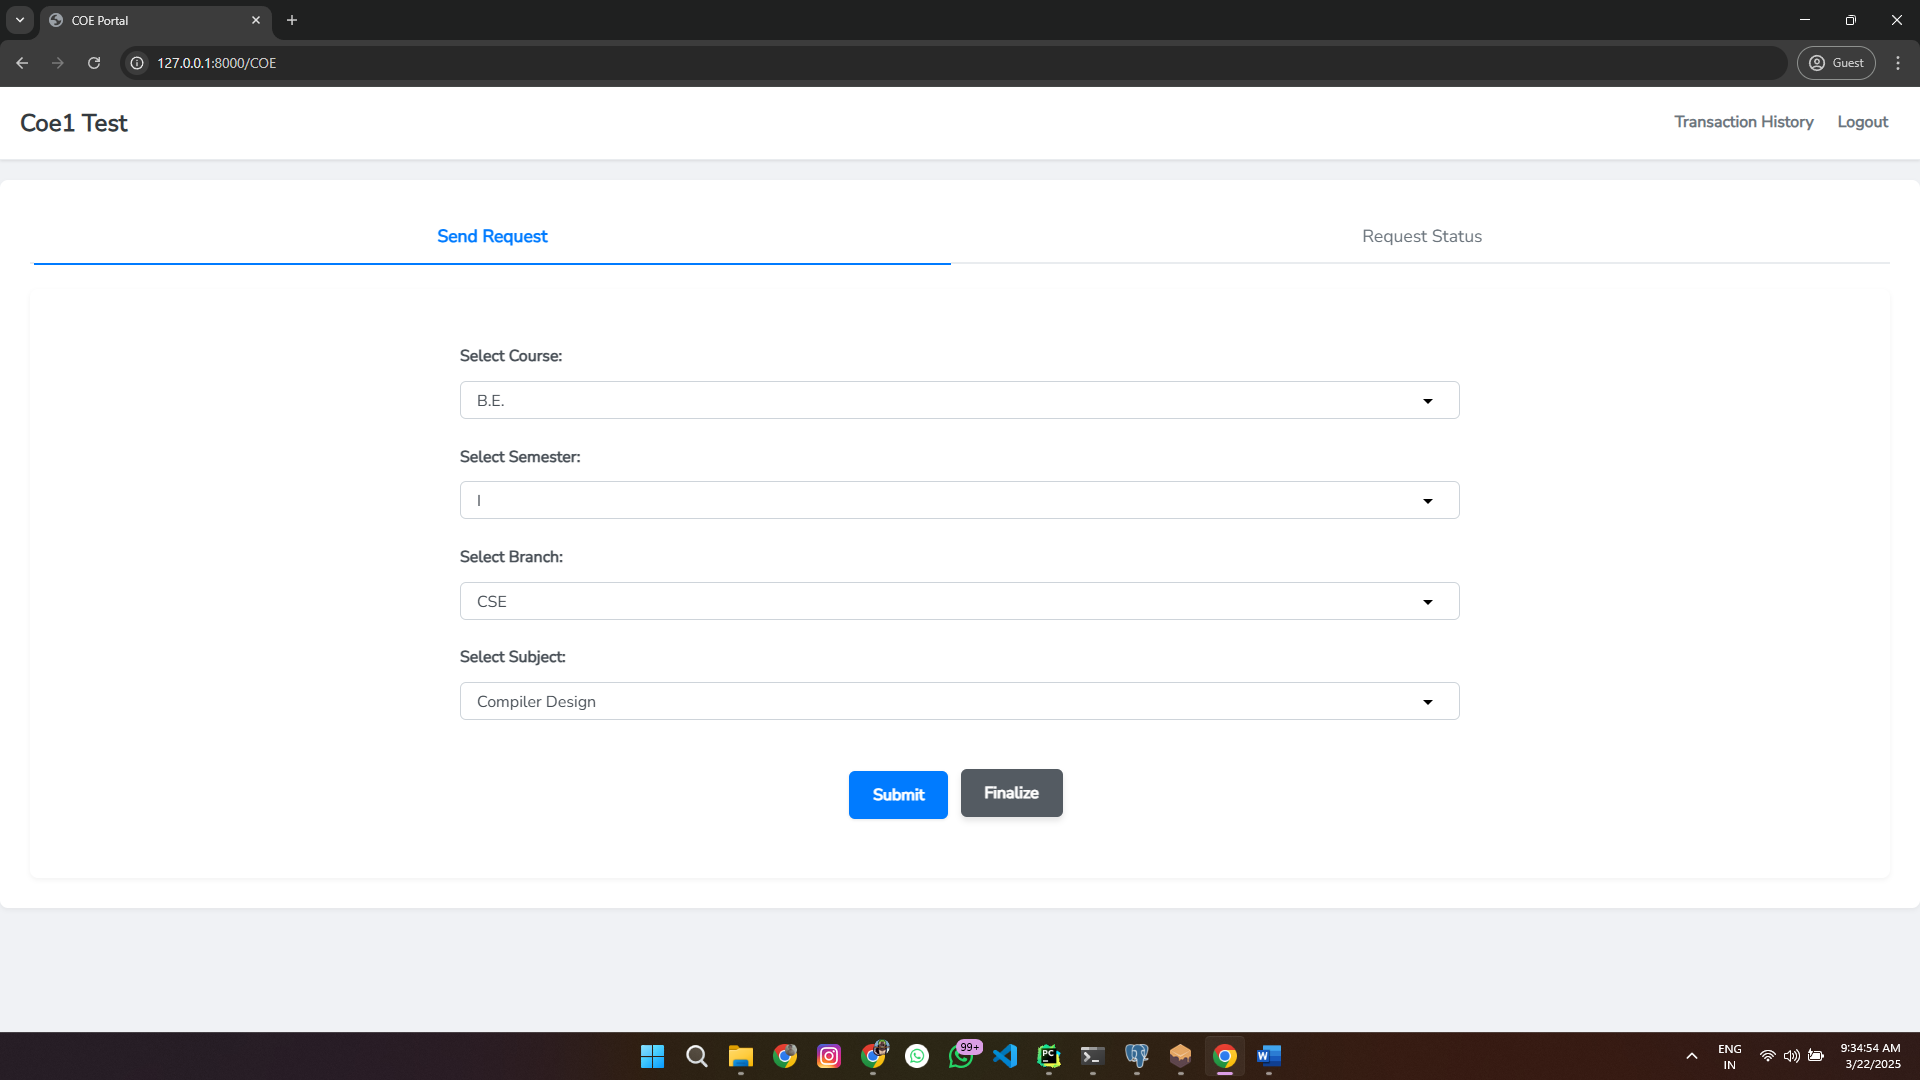 COE Portal
127.0.0.1:8000/COE
Guest
Coe1 Test
Transaction History
Logout
Send Request
Request Status
Select Course:
B.E.
Select Semester:
I
Select Branch:
CSE
Select Subject:
Compiler Design
Submit
Finalize
99+
PC
W
ENG
IN
9:34:54 AM
3/22/2025